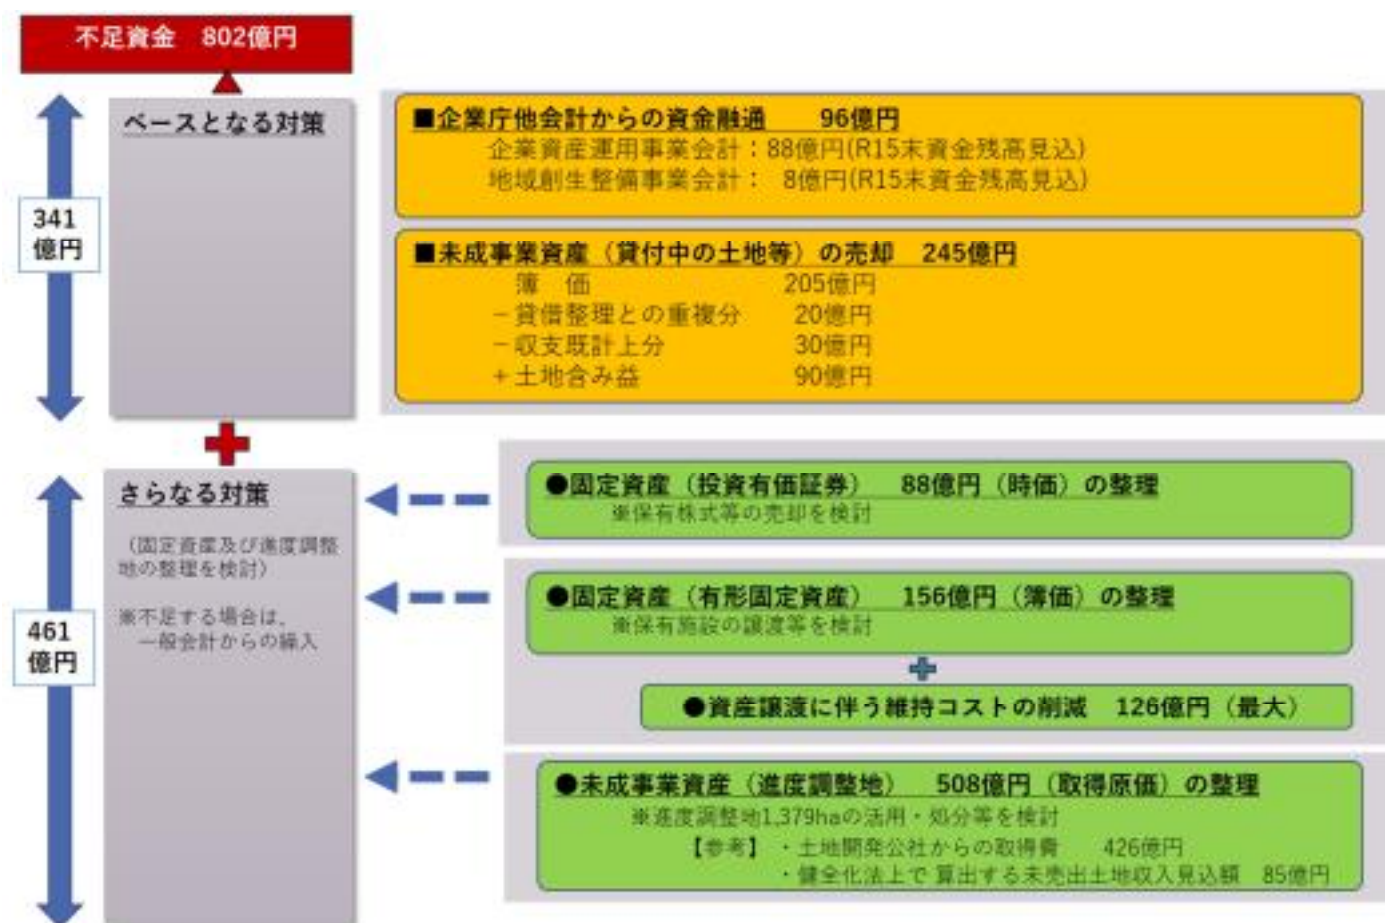 不足資金　802億円
341
億円
ベースとなる対策
■企業庁他会計からの資金融通　　96億円
企業資産運用事業会計：88億円(R15末資金残高見込)
地域創生整備事業会計：　8億円(R15末資金残高見込)
■未成事業資産（貸付中の土地等）の売却　245億円
簿　価　　　　　　205億円
－貸借整理との重複分　　20億円
－収支既計上分　　　　　30億円
＋土地含み益　　　　　　90億円
461
億円
さらなる対策
（固定資産及び進度調整
地の整理を検討）
※不足する場合は、
一般会計からの繰入
●固定資産（投資有価証券）　88億円（時価）の整理
※保有株式等の売却を検討
●固定資産（有形固定資産）　156億円（簿価）の整理
※保有施設の譲渡等を検討
●資産譲渡に伴う維持コストの削減　126億円（最大）
●未成事業資産（進度調整地）　508億円（取得原価）の整理
※進度調整地1,379haの活用・処分等を検討
【参考】・土地開発公社からの取得費　　426億円
・健全化法上で 算出する未売出土地収入見込額　85億円